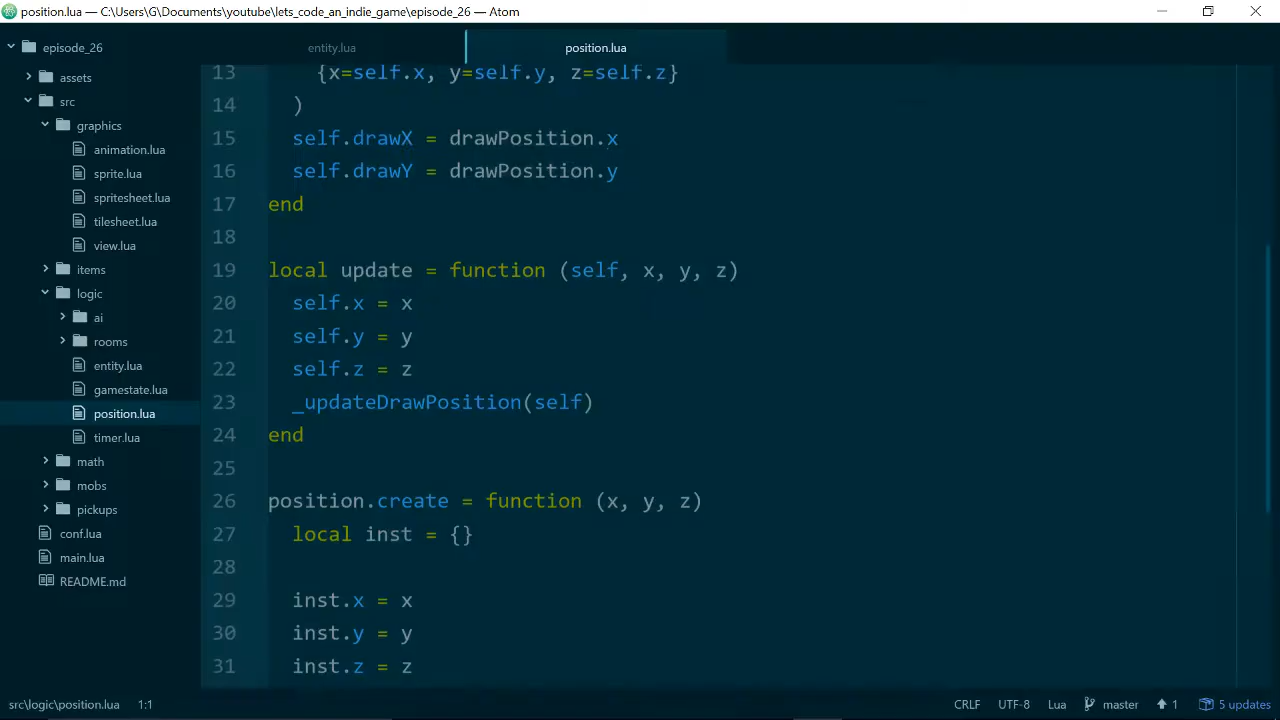 position.lua — C:\Users\G\Documents\youtube\lets_code_an_indie_game\episode_26 — Atom
episode_26
assets
src
graphics
animation.lua
sprite.lua
spritesheet.lua
tilesheet.lua
view.lua
items
logic
ai
rooms
entity.lua
gamestate.lua
position.lua
timer.lua
math
mobs
pickups
conf.lua
main.lua
README.md
entity.lua
position.lua
13 {x=self.x, y=self.y, z=self.z}
14 )
15 self.drawX = drawPosition.x
16 self.drawY = drawPosition.y
17 end
18
19 local update = function (self, x, y, z)
20 self.x = x
21 self.y = y
22 self.z = z
23 _updateDrawPosition(self)
24 end
25
26 position.create = function (x, y, z)
27 local inst = {}
28
29 inst.x = x
30 inst.y = y
31 inst.z = z
src\logic\position.lua 1:1 CRLF UTF-8 Lua master 1 5 updates